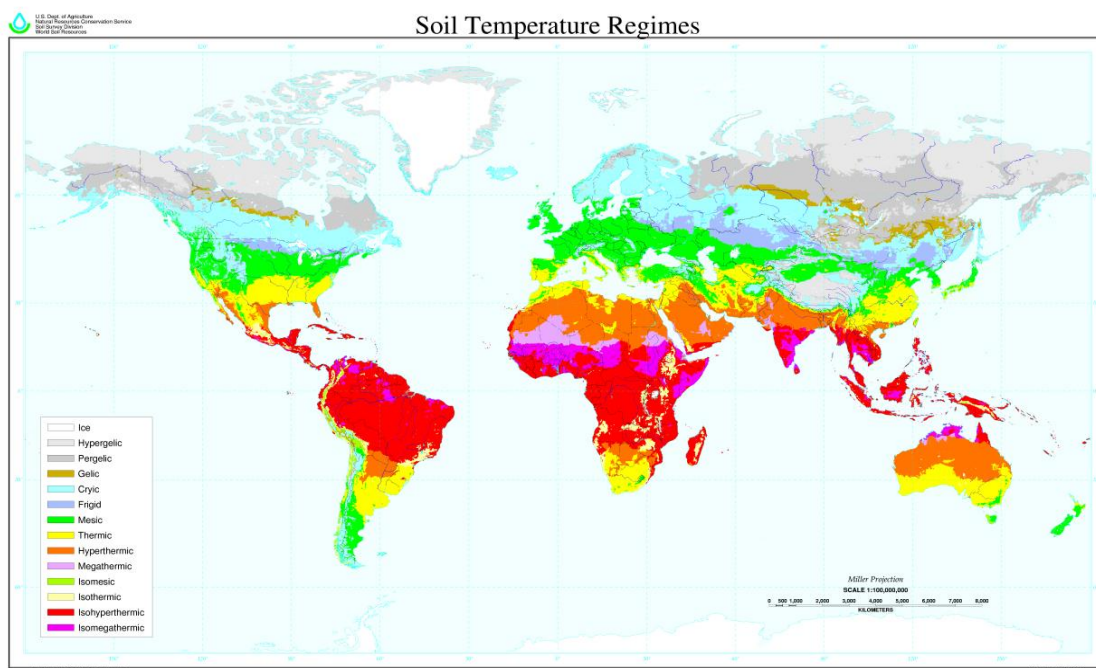 U.S. Dept. of Agriculture
Natural Resources Conservation Service
Soil Survey Division
World Soil Resources
Soil Temperature Regimes
Ice
Hypergelic
Pergelic
Gelic
Cryic
Frigid
Mesic
Thermic
Hyperthermic
Megathermic
Isomesic
Isothermic
Isohyperthermic
Isomegathermic
Miller Projection
SCALE 1:100,000,000
0 500 1,000 2,000 3,000 4,000 5,000 6,000 7,000 8,000
KILOMETERS